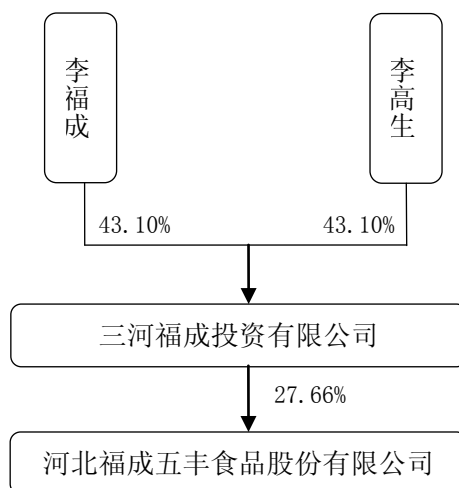 李福成
李高生
43.10%
43.10%
三河福成投资有限公司
27.66%
河北福成五丰食品股份有限公司